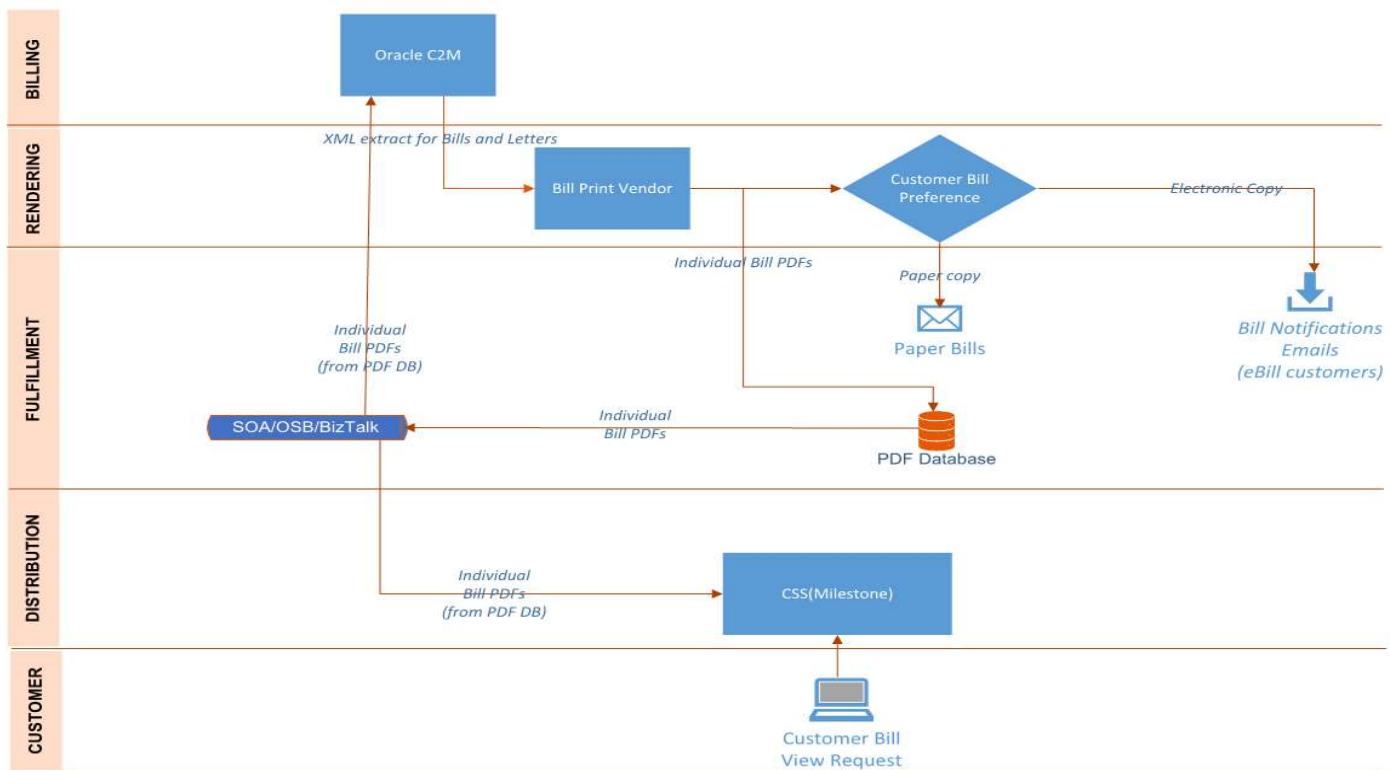 BILLING
Oracle C2M
XML extract for Bills and Letters
RENDERING
Bill Print Vendor
Customer Bill
Preference
Electronic Copy
FULFILLMENT
Individual Bill PDFs
Paper copy
Paper Bills
Bill Notifications
Emails
(eBill customers)
Individual
Bill PDFs
(from PDF DB)
SOA/OSB/BizTalk
Individual
Bill PDFs
PDF Database
DISTRIBUTION
Individual
Bill PDFs
(from PDF DB)
CSS(Milestone)
CUSTOMER
Customer Bill
View Request